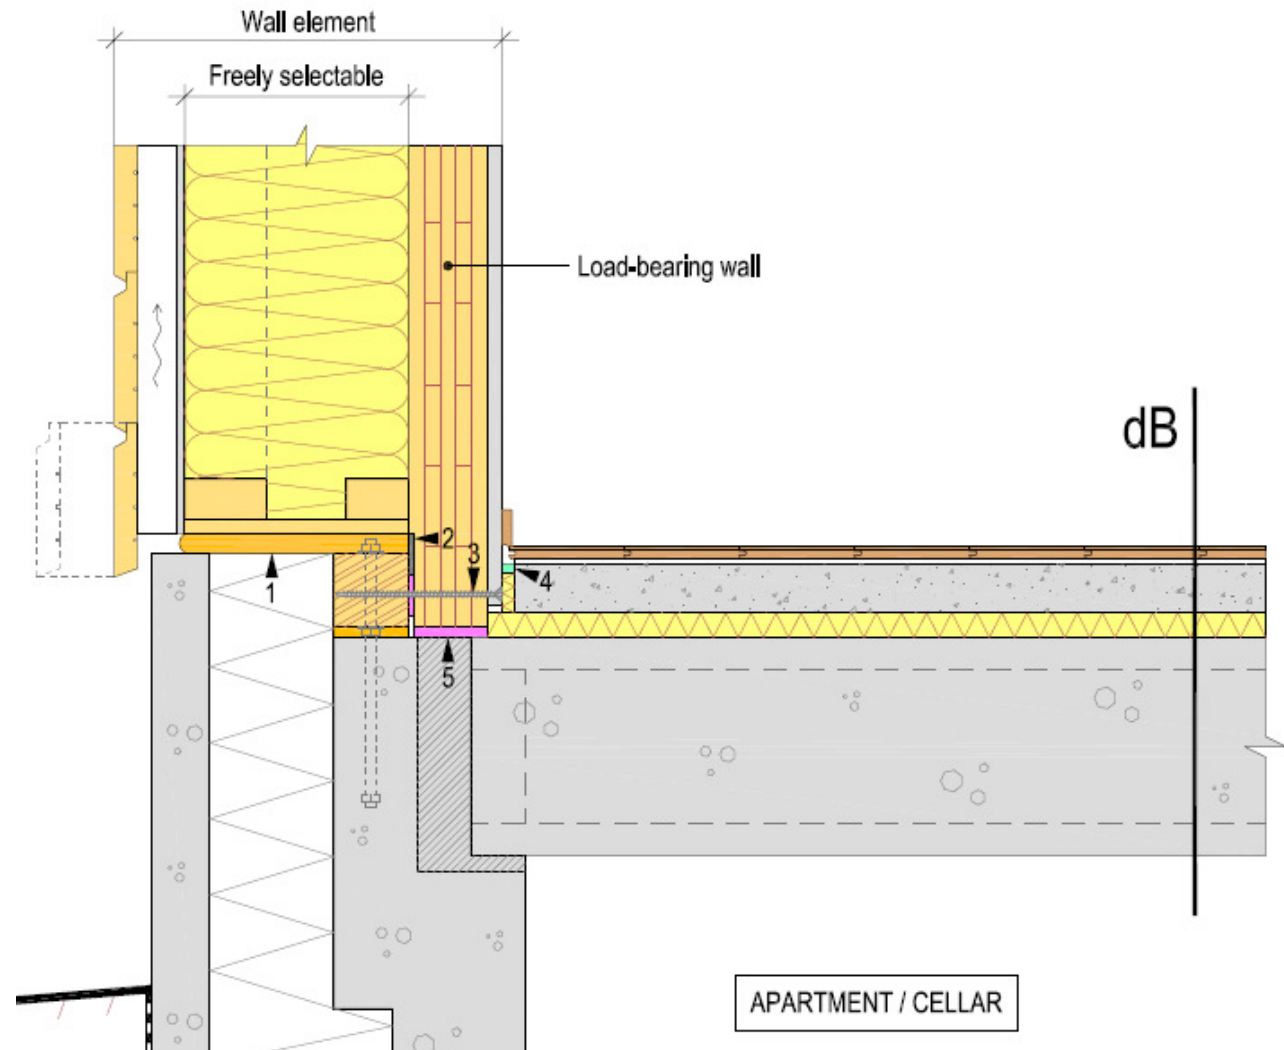 Wall element
Freely selectable
Load-bearing wall
dB
2
3
1
4
5
APARTMENT / CELLAR